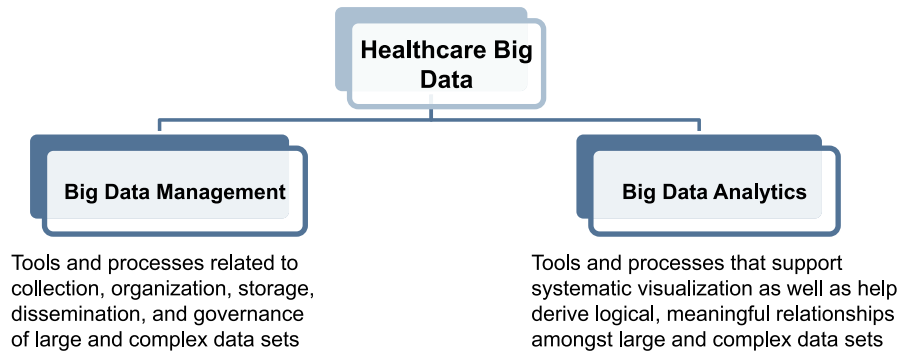 Healthcare Big
Data
Big Data Management
Big Data Analytics
Tools and processes related to
collection, organization, storage,
dissemination, and governance
of large and complex data sets
Tools and processes that support
systematic visualization as well as help
derive logical, meaningful relationships
amongst large and complex data sets